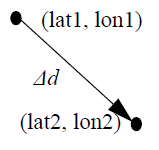 (lat1, lon1)
Δd
(lat2, lon2)